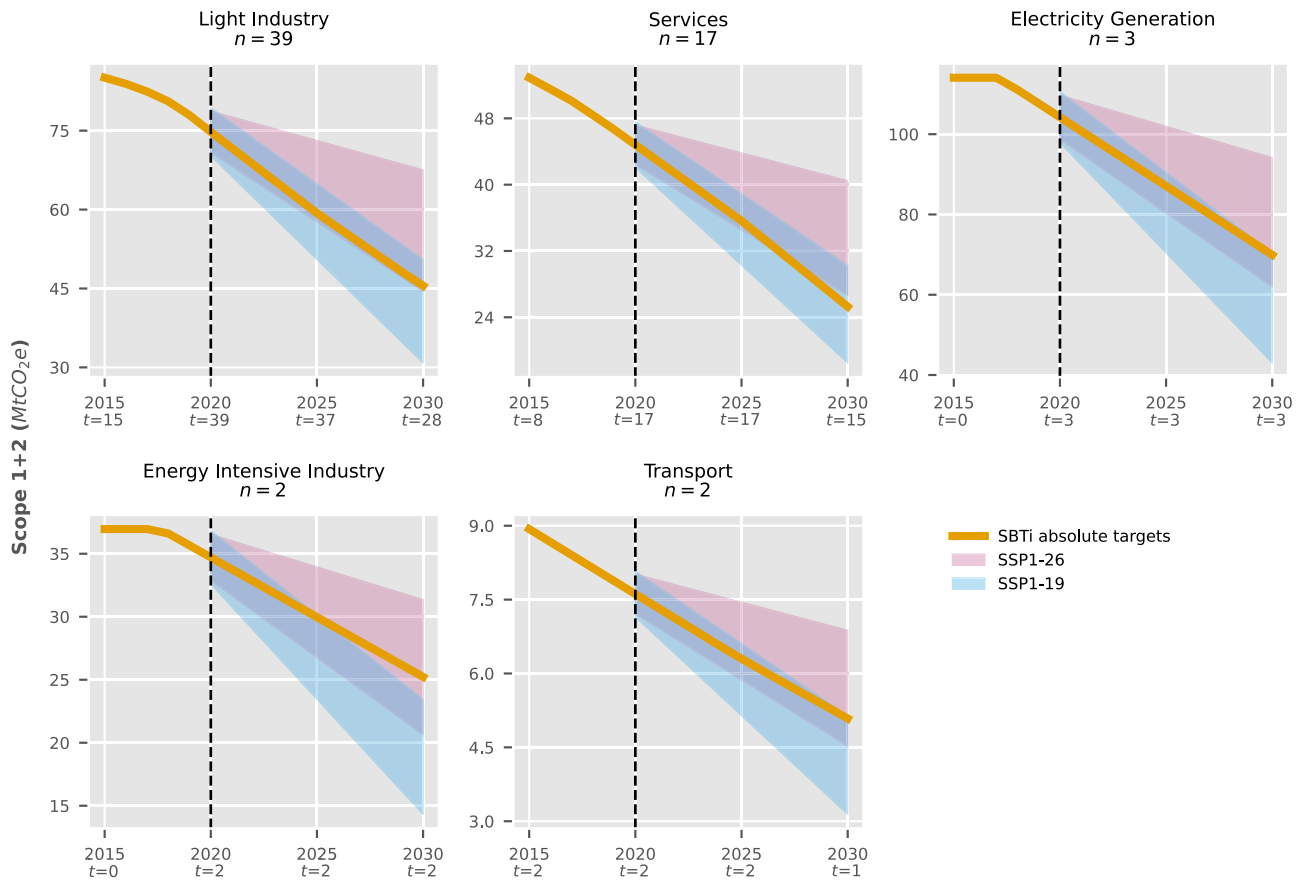 Light Industry
n = 39
Services
n = 17
Electricity Generation
n = 3
75
60
45
30
48
40
32
24
100
80
60
40
2015
t=15
2020
t=39
2025
t=37
2030
t=28
2015
t=8
2020
t=17
2025
t=17
2030
t=15
2015
t=0
2020
t=3
2025
t=3
2030
t=3
Scope 1+2 (MtCO₂e)
Energy Intensive Industry
n = 2
Transport
n = 2
35
30
25
20
15
9.0
7.5
6.0
4.5
3.0
SBTi absolute targets
SSP1-26
SSP1-19
2015
t=0
2020
t=2
2025
t=2
2030
t=2
2015
t=2
2020
t=2
2025
t=2
2030
t=1